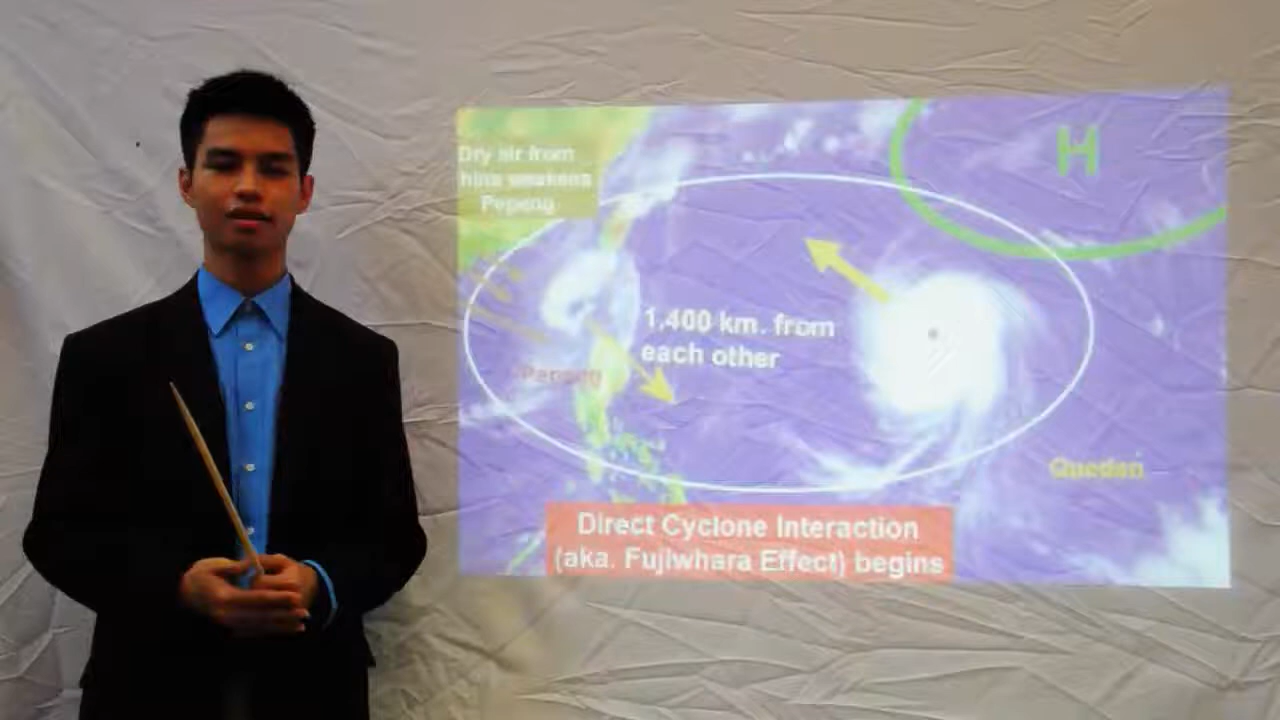 Dry air from
hina weakens
Pepeng
H
1,400 km. from
each other
Pepeng
Quedan
Direct Cyclone Interaction
(aka. Fujiwhara Effect) begins